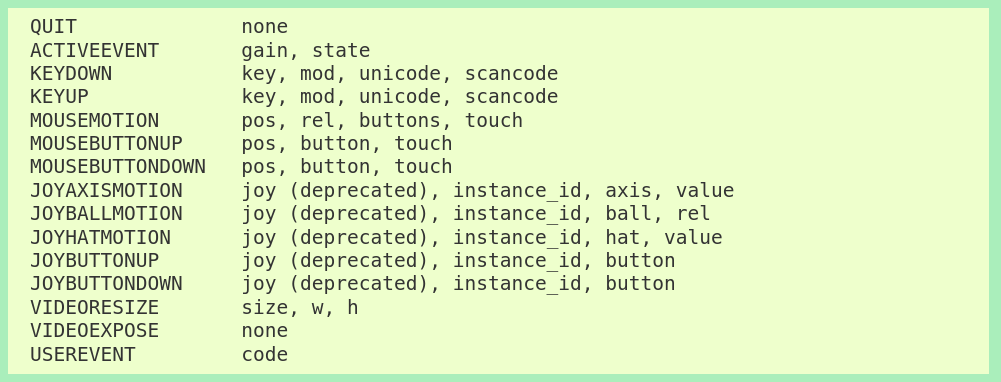 QUIT              none
ACTIVEEVENT       gain, state
KEYDOWN           key, mod, unicode, scancode
KEYUP             key, mod, unicode, scancode
MOUSEMOTION       pos, rel, buttons, touch
MOUSEBUTTONUP     pos, button, touch
MOUSEBUTTONDOWN   pos, button, touch
JOYAXISMOTION     joy (deprecated), instance_id, axis, value
JOYBALLMOTION     joy (deprecated), instance_id, ball, rel
JOYHATMOTION      joy (deprecated), instance_id, hat, value
JOYBUTTONUP       joy (deprecated), instance_id, button
JOYBUTTONDOWN     joy (deprecated), instance_id, button
VIDEORESIZE       size, w, h
VIDEOEXPOSE       none
USEREVENT         code